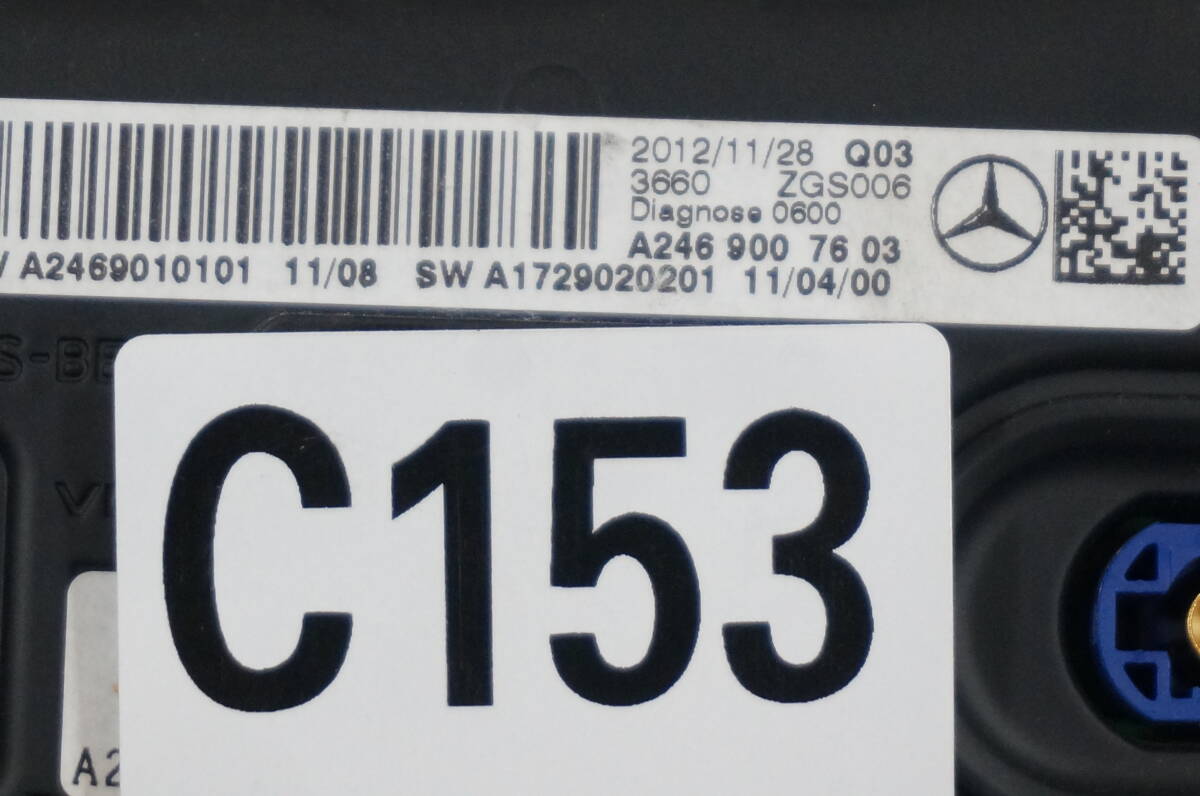 2012/11/28 Q03
3660 ZGS006
Diagnose 0600
A246 900 76 03
A2469010101 11/08 SW A1729020201 11/04/00
C153